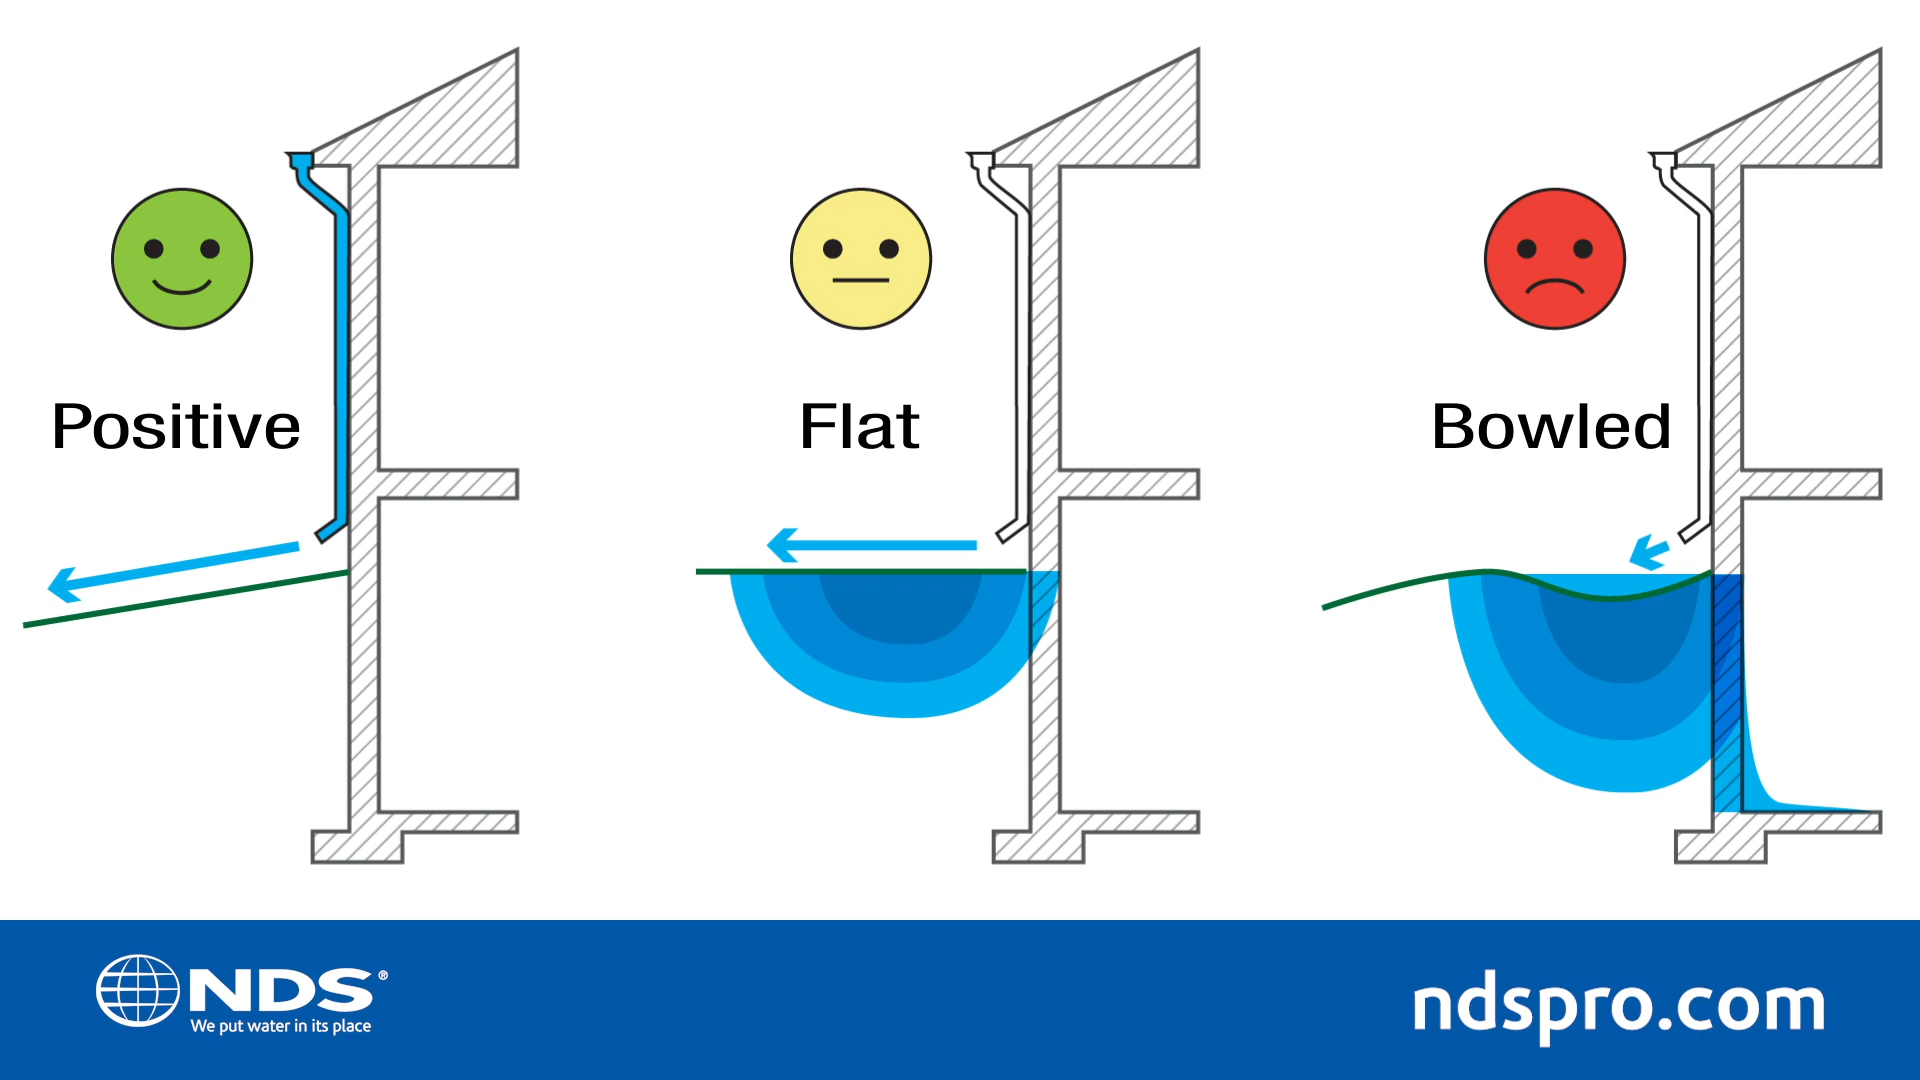 Positive
Flat
Bowled
NDS®
We put water in its place
ndspro.com